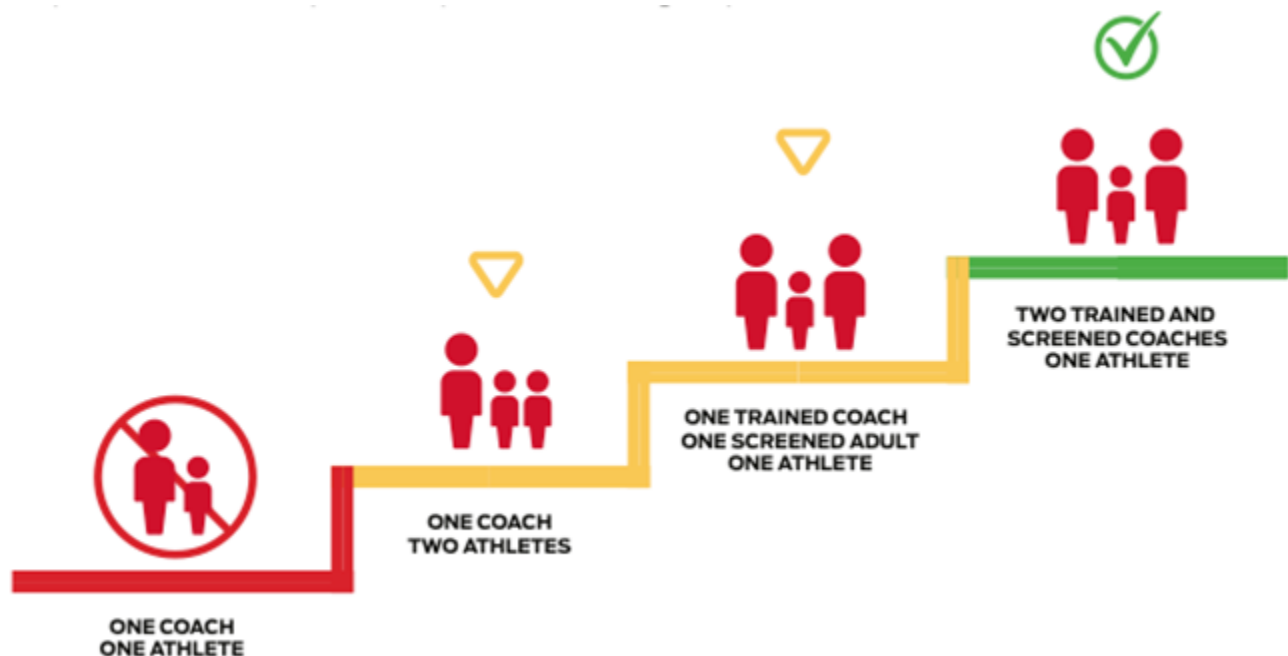 ONE COACH
ONE ATHLETE
ONE COACH
TWO ATHLETES
ONE TRAINED COACH
ONE SCREENED ADULT
ONE ATHLETE
TWO TRAINED AND
SCREENED COACHES
ONE ATHLETE